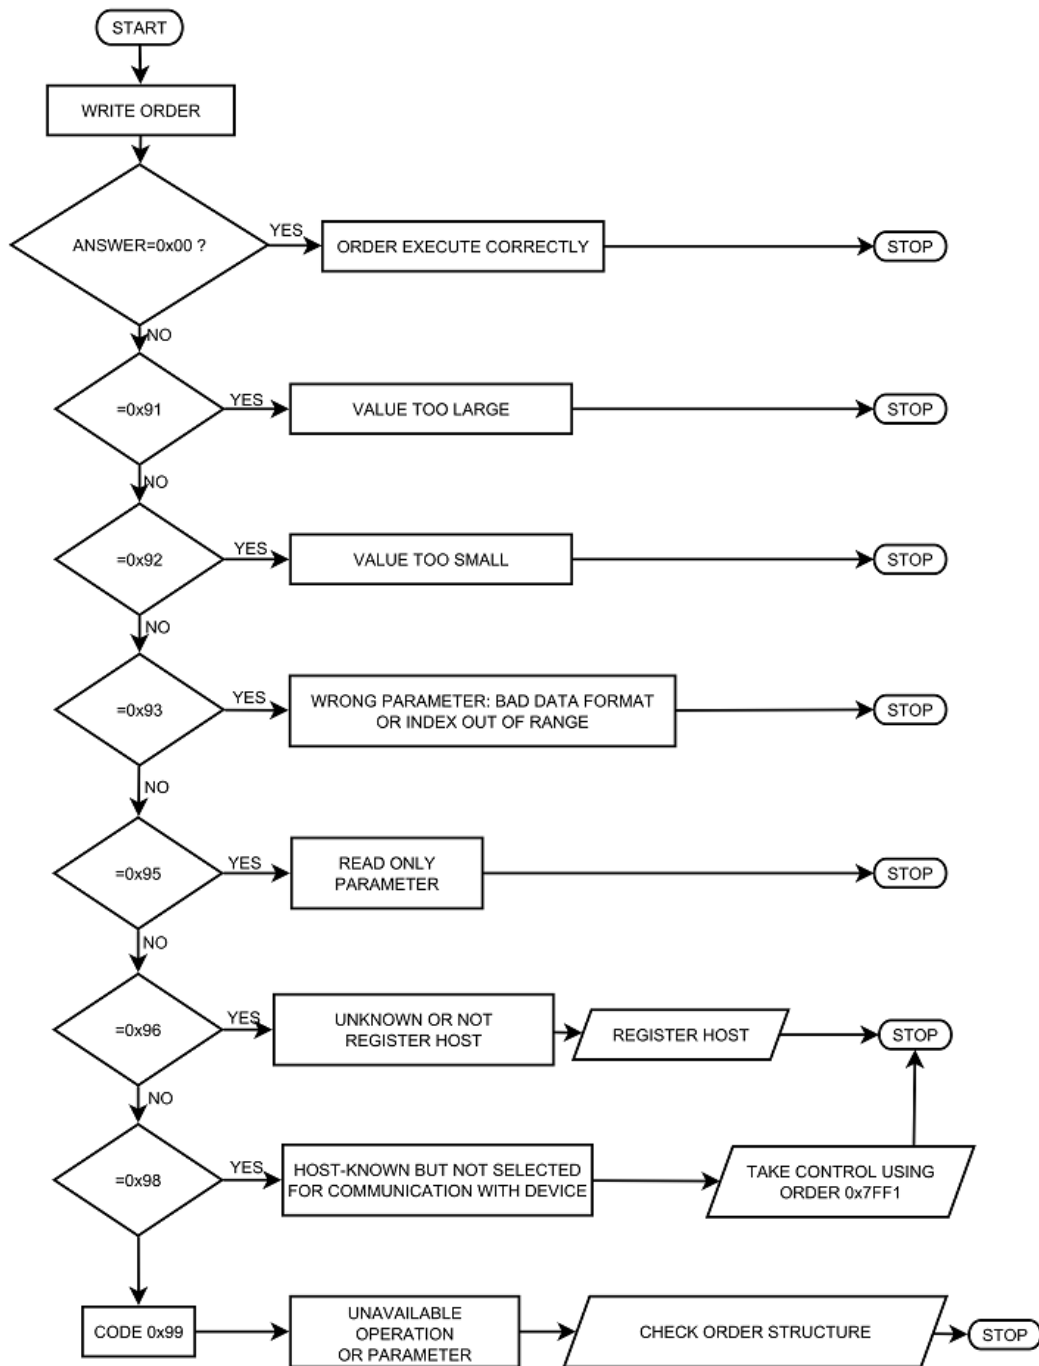 START
WRITE ORDER
ANSWER=0x00 ?
YES
ORDER EXECUTE CORRECTLY
STOP
NO
=0x91
YES
VALUE TOO LARGE
STOP
NO
=0x92
YES
VALUE TOO SMALL
STOP
NO
=0x93
YES
WRONG PARAMETER: BAD DATA FORMAT
OR INDEX OUT OF RANGE
STOP
NO
=0x95
YES
READ ONLY
PARAMETER
STOP
NO
=0x96
YES
UNKNOWN OR NOT
REGISTER HOST
REGISTER HOST
STOP
NO
=0x98
YES
HOST-KNOWN BUT NOT SELECTED
FOR COMMUNICATION WITH DEVICE
TAKE CONTROL USING
ORDER 0x7FF1
CODE 0x99
UNAVAILABLE
OPERATION
OR PARAMETER
CHECK ORDER STRUCTURE
STOP